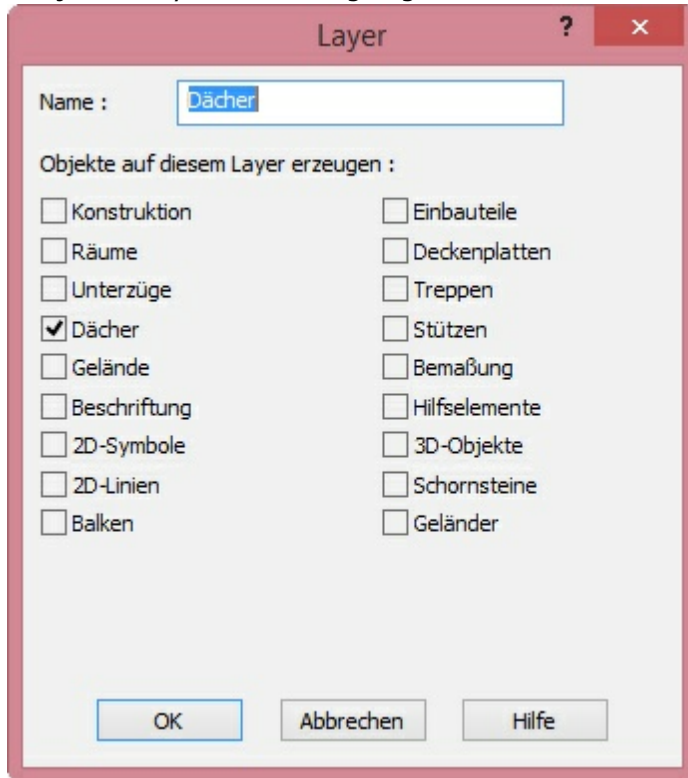 Layer ? ×
Name : Dächer
Objekte auf diesem Layer erzeugen :
Konstruktion
Räume
Unterzüge
Dächer
Gelände
Beschriftung
2D-Symbole
2D-Linien
Balken
Einbauteile
Deckenplatten
Treppen
Stützen
Bemaßung
Hilfselemente
3D-Objekte
Schornsteine
Geländer
OK Abbrechen Hilfe